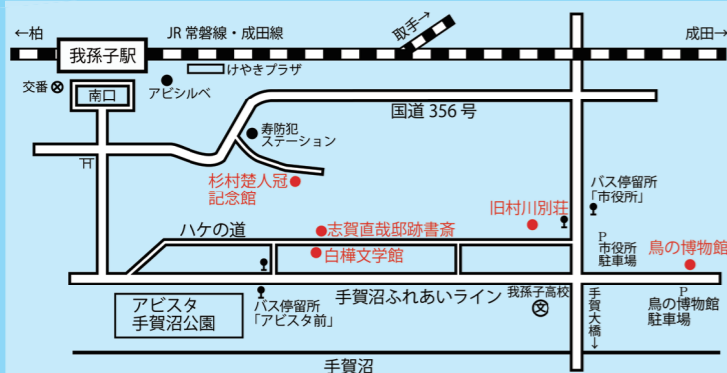 ←柏
JR 常磐線・成田線
取手→
成田→
我孫子駅
けやきプラザ
交番
南口
アビシルベ
国道 356 号
寿防犯
ステーション
杉村楚人冠
記念館
バス停留所
「市役所」
旧村川別荘
ハケの道
志賀直哉邸跡書斎
白樺文学館
P
市役所
駐車場
鳥の博物館
手賀沼ふれあいライン
我孫子高校
アビスタ
手賀沼公園
バス停留所
「アビスタ前」
手賀大橋→
P
鳥の博物館
駐車場
手賀沼